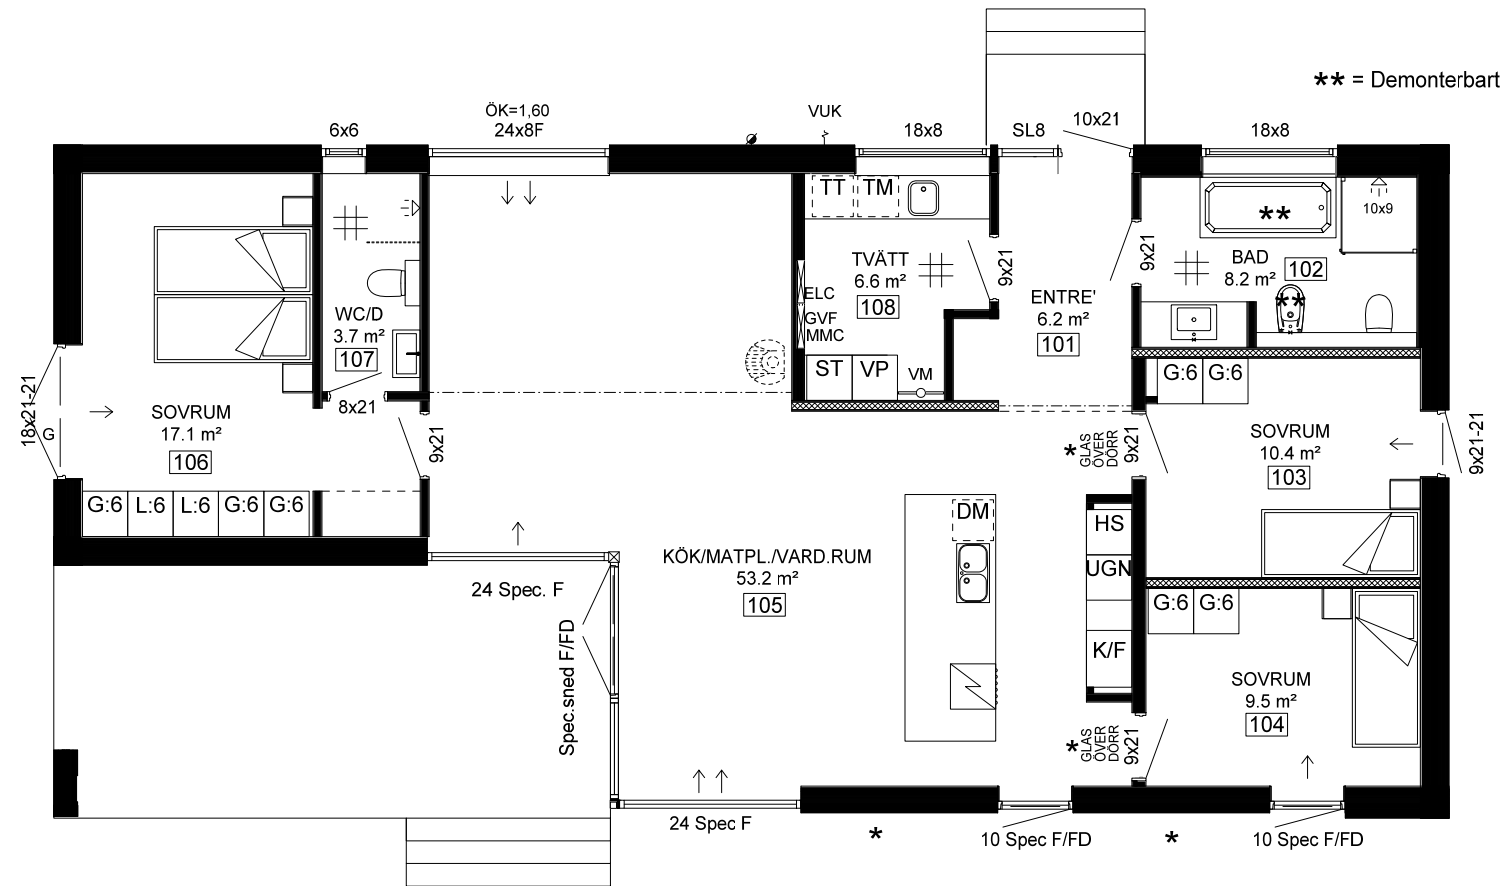 ** = Demonterbart
ÖK=1,60
24x8F
6x6
VUK
18x8
SL8
10x21
18x8
TT
TM
10x9
**
9x21
9x21
TVÄTT
6.6 m²
108
BAD
8.2 m²
102
ELC
GVF
MMC
ENTRE'
6.2 m²
101
**
WC/D
3.7 m²
107
ST
VP
VM
G:6
G:6
8x21
18x21-21
G
SOVRUM
17.1 m²
106
9x21
*
GLAS
ÖVER
DÖRR
9x21
SOVRUM
10.4 m²
103
9x21-21
G:6
L:6
L:6
G:6
G:6
DM
HS
UGN
K/F
KÖK/MATPL./VARD.RUM
53.2 m²
105
24 Spec. F
Spec.sned F/FD
G:6
G:6
SOVRUM
9.5 m²
104
*
GLAS
ÖVER
DÖRR
9x21
24 Spec F
*
10 Spec F/FD
*
10 Spec F/FD